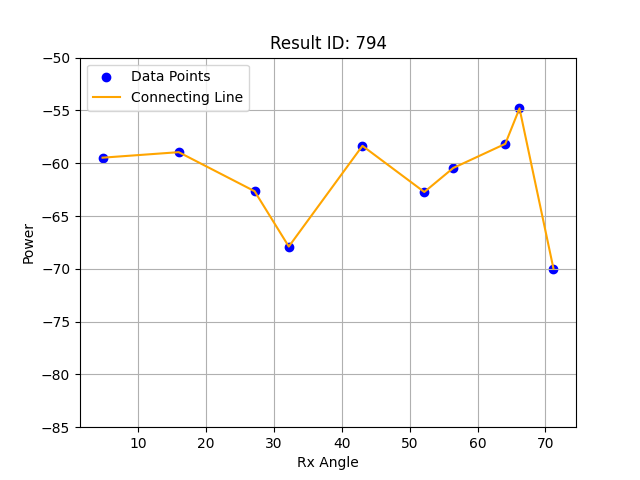 Result ID: 794
Data Points
Connecting Line
Power
−50
−55
−60
−65
−70
−75
−80
−85
10 20 30 40 50 60 70
Rx Angle